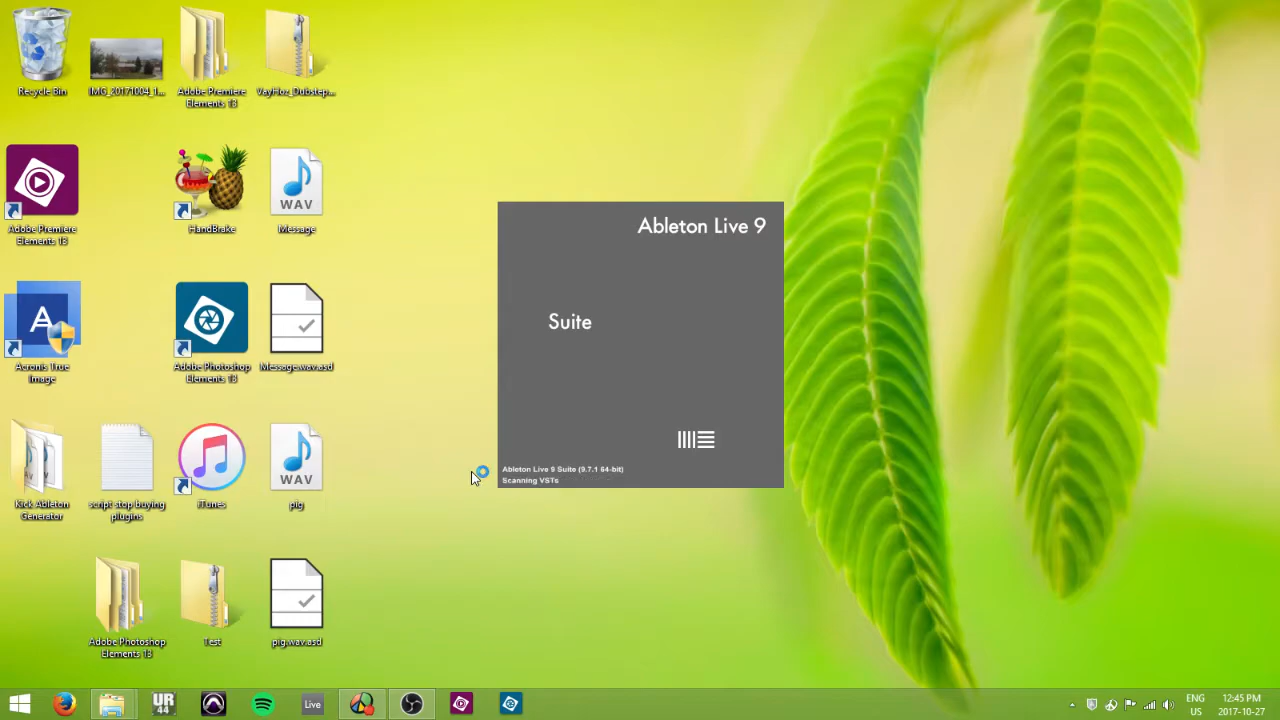 Recycle Bin
IMG_20171004_1...
Adobe Premiere
Elements 13
VayHoz_Dubstep...
Adobe Premiere
Elements 13
HandBrake
WAV
Message
Acronis True
Image
Adobe Photoshop
Elements 13
Message.wav.asd
Kick Ableton
Generator
script stop buying
plugins
iTunes
WAV
pig
Adobe Photoshop
Elements 13
Test
pig.wav.asd
Ableton Live 9
Suite
Ableton Live 9 Suite (9.7.1 64-bit)
Scanning VSTs
UR
44
Live
ENG
US
12:45 PM
2017-10-27